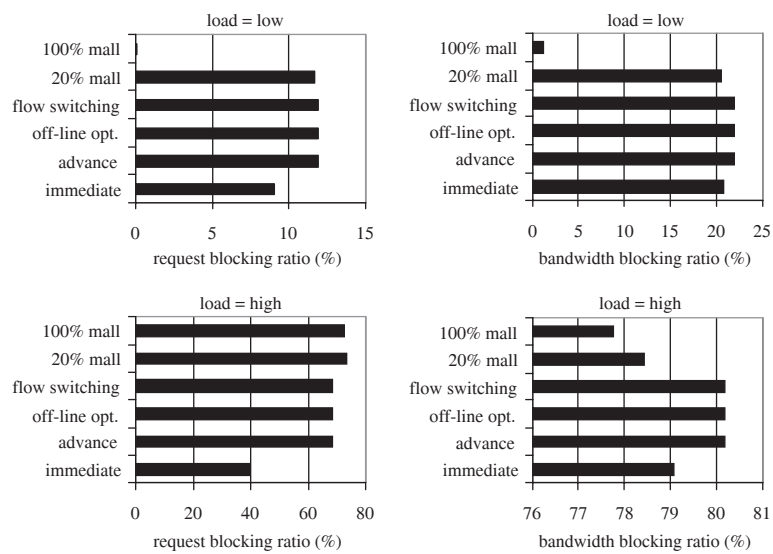 load = low
100% mall
20% mall
flow switching
off-line opt.
advance
immediate
0 5 10 15
request blocking ratio (%)
load = low
100% mall
20% mall
flow switching
off-line opt.
advance
immediate
0 5 10 15 20 25
bandwidth blocking ratio (%)
load = high
100% mall
20% mall
flow switching
off-line opt.
advance
immediate
0 20 40 60 80
request blocking ratio (%)
load = high
100% mall
20% mall
flow switching
off-line opt.
advance
immediate
76 77 78 79 80 81
bandwidth blocking ratio (%)